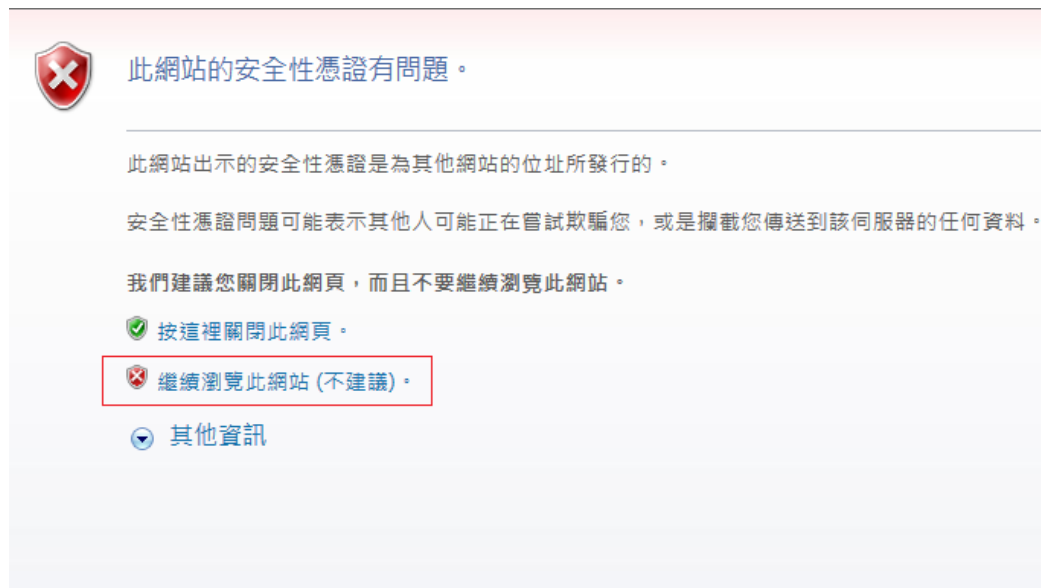 此網站的安全性憑證有問題。
此網站出示的安全性憑證是為其他網站的位址所發行的。
安全性憑證問題可能表示其他人可能正在嘗試欺騙您，或是攔截您傳送到該伺服器的任何資料。
我們建議您關閉此網頁，而且不要繼續瀏覽此網站。
按這裡關閉此網頁。
繼續瀏覽此網站 (不建議)。
其他資訊